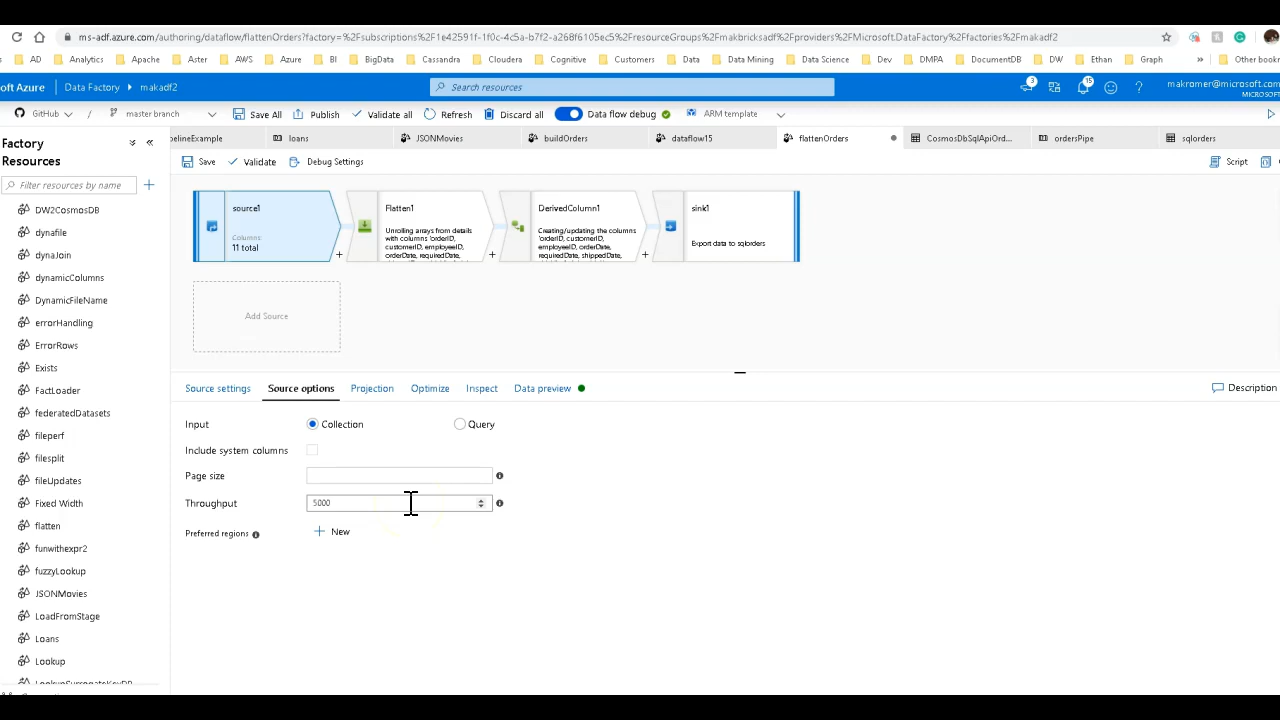 ms-adf.azure.com/authoring/dataflow/flattenOrders?factory=%2Fsubscriptions%2F1e42591f-1f0c-4c5a-b7f2-a268f6105ec5%2FresourceGroups%2Fmakbricksadf%2Fproviders%2FMicrosoft.DataFactory%2Ffactories%2Fmakadf2
s AD Analytics Apache Aster AWS Azure BI BigData Cassandra Cloudera Cognitive Customers Data Data Mining Data Science Dev DMPA DocumentDB DW Ethan Graph » Other bookr
oft Azure Data Factory makadf2 Search resources 3 15 makromer@microsoft.com
MICROSOFT
GitHub / master branch Save All Publish Validate all Refresh Discard all Data flow debug ARM template
Factory Resources
pelineExample loans JSONMovies buildOrders dataflow15 flattenOrders CosmosDbSqlApiOrd... ordersPipe sqlorders
Save Validate Debug Settings Script
Filter resources by name
DW2CosmosDB
dynafile
dynaJoin
dynamicColumns
DynamicFileName
errorHandling
ErrorRows
Exists
FactLoader
federatedDatasets
fileperf
filesplit
fileUpdates
Fixed Width
flatten
funwithexpr2
fuzzyLookup
JSONMovies
LoadFromStage
Loans
Lookup
LookupSurrogateKeyDB
source1
Columns:
11 total
Flatten1
Unrolling arrays from details
with columns 'orderID,
customerID, employeeID,
orderDate, requiredDate,
DerivedColumn1
Creating/updating the columns
'orderID, customerID,
employeeID, orderDate,
requiredDate, shippedDate,
sink1
Export data to sqlorders
Add Source
Source settings Source options Projection Optimize Inspect Data preview Description
Input Collection Query
Include system columns
Page size
Throughput 5000
Preferred regions New